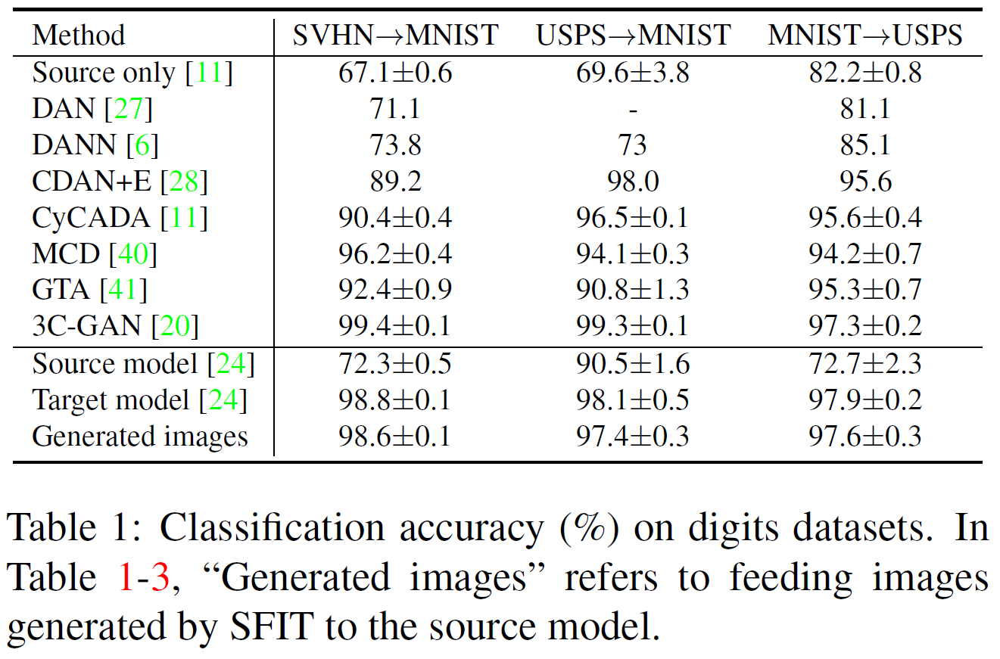 Method SVHN→MNIST USPS→MNIST MNIST→USPS
Source only [11] 67.1±0.6 69.6±3.8 82.2±0.8
DAN [27] 71.1 - 81.1
DANN [6] 73.8 73 85.1
CDAN+E [28] 89.2 98.0 95.6
CyCADA [11] 90.4±0.4 96.5±0.1 95.6±0.4
MCD [40] 96.2±0.4 94.1±0.3 94.2±0.7
GTA [41] 92.4±0.9 90.8±1.3 95.3±0.7
3C-GAN [20] 99.4±0.1 99.3±0.1 97.3±0.2
Source model [24] 72.3±0.5 90.5±1.6 72.7±2.3
Target model [24] 98.8±0.1 98.1±0.5 97.9±0.2
Generated images 98.6±0.1 97.4±0.3 97.6±0.3
Table 1: Classification accuracy (%) on digits datasets. In
Table 1-3, “Generated images” refers to feeding images
generated by SFIT to the source model.